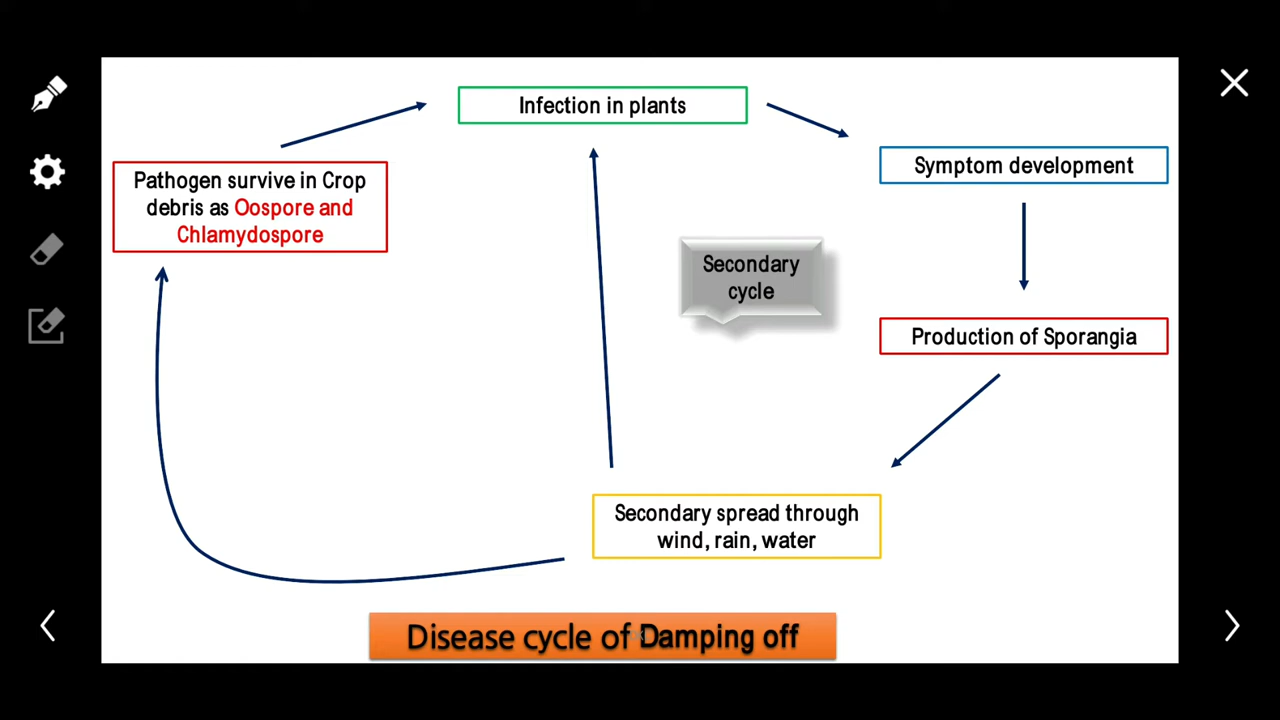 Infection in plants
Symptom development
Pathogen survive in Crop
debris as Oospore and
Chlamydospore
Secondary
cycle
Production of Sporangia
Secondary spread through
wind, rain, water
Disease cycle of Damping off